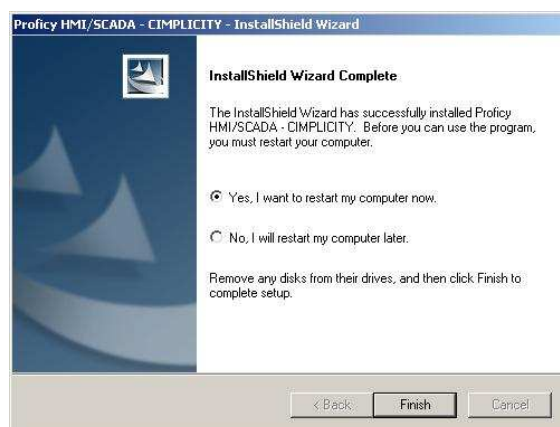 Proficy HMI/SCADA - CIMPLICITY - InstallShield Wizard
InstallShield Wizard Complete
The InstallShield Wizard has successfully installed Proficy
HMI/SCADA - CIMPLICITY. Before you can use the program,
you must restart your computer.
Yes, I want to restart my computer now.
No, I will restart my computer later.
Remove any disks from their drives, and then click Finish to
complete setup.
< Back Finish Cancel